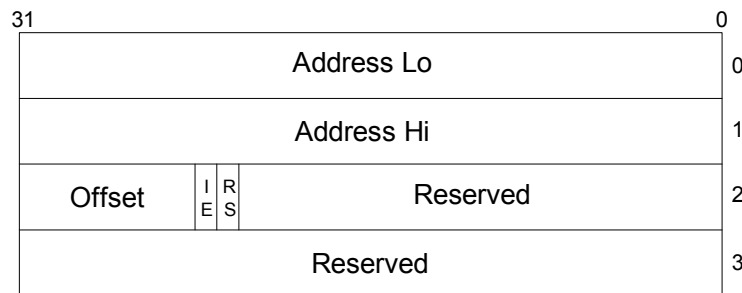 31 0
Address Lo 0
Address Hi 1
Offset I E R S Reserved 2
Reserved 3